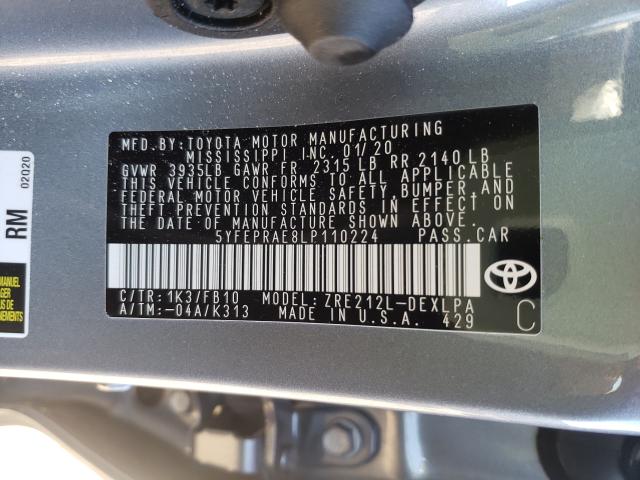 MFD.BY: TOYOTA MOTOR MANUFACTURING
MISSISSIPPI INC. 01/20
GVWR 3935LB GAWR FR 2315 LB RR 2140 LB
THIS VEHICLE CONFORMS TO ALL APPLICABLE
FEDERAL MOTOR VEHICLE SAFETY, BUMPER, AND
THEFT PREVENTION STANDARDS IN EFFECT ON
THE DATE OF MANUFACTURE SHOWN ABOVE.
5YFEPRAE8LP110224 PASS.CAR
C/TR: 1K3/FB10 MODEL: ZRE212L-DEXLPA
A/TM: -04A/K313 MADE IN U.S.A. 429
C
02020
RM